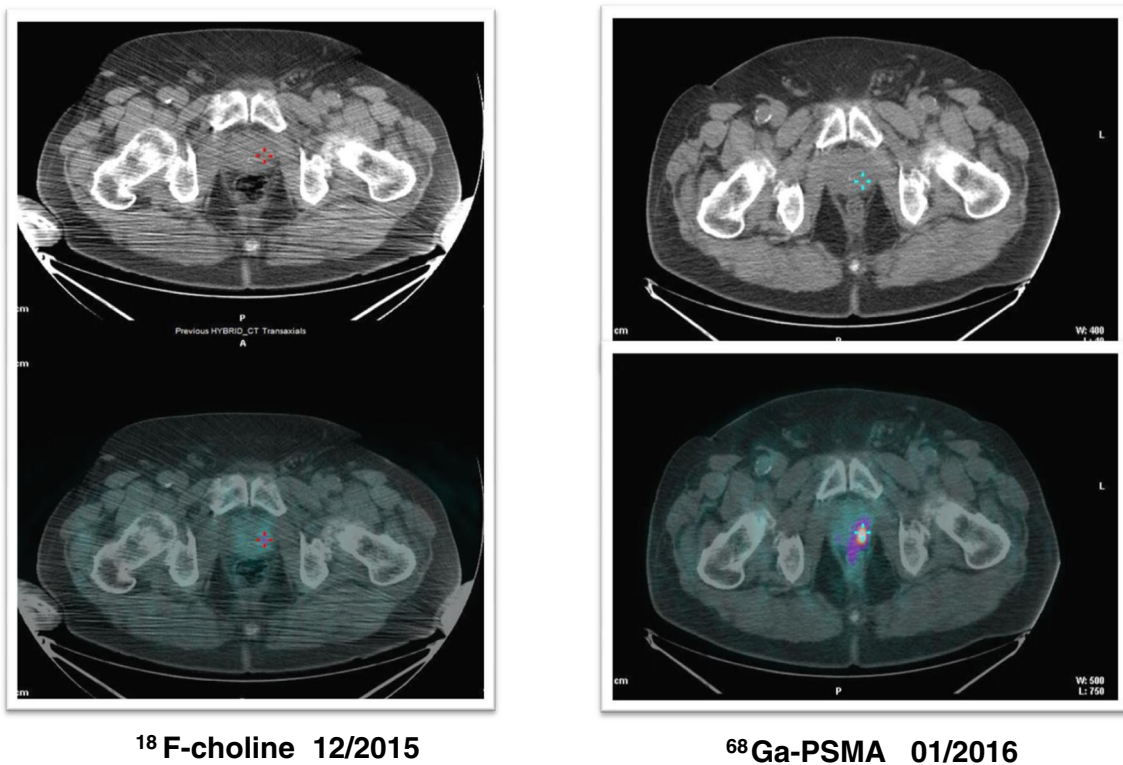 cm
P
Previous HYBRID_CT Transaxials
A
cm
cm
L
cm
W: 400
L
cm
P
W: 500
L: 750
18 F-choline 12/2015
68 Ga-PSMA 01/2016